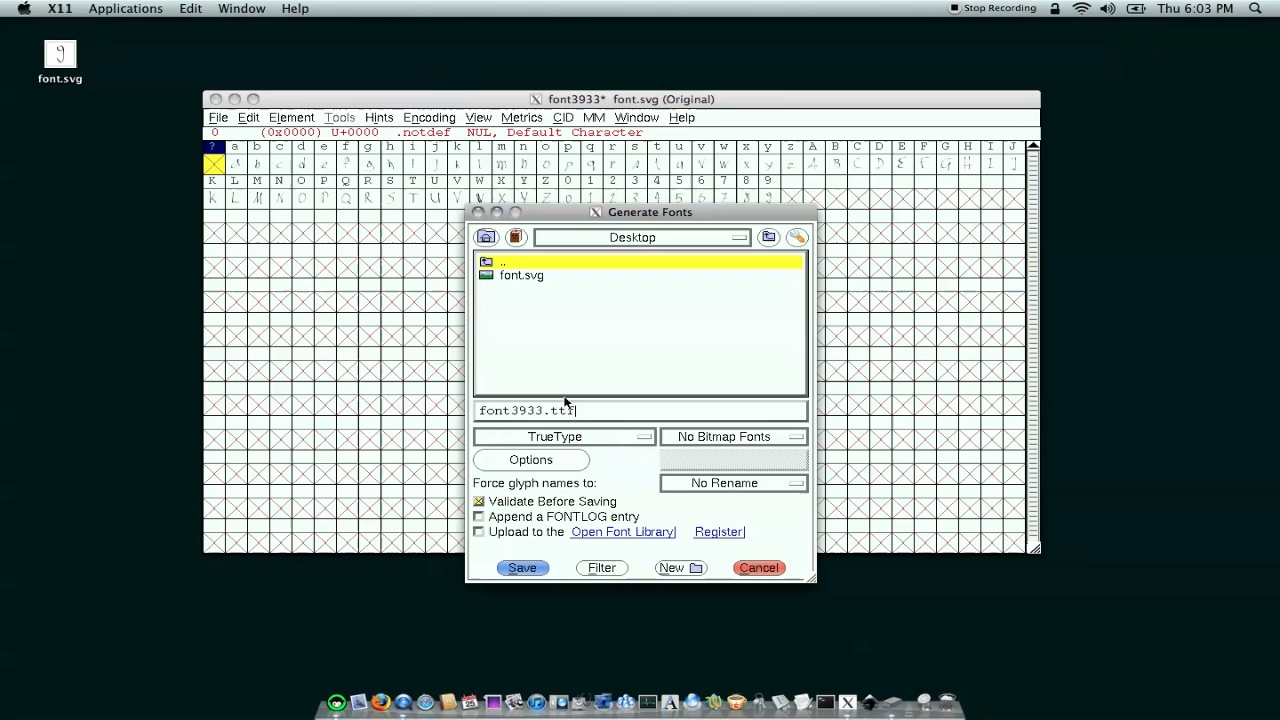 X11 Applications Edit Window Help Stop Recording Thu 6:03 PM
font.svg
font3933* font.svg (Original)
File Edit Element Tools Hints Encoding View Metrics CID MM Window Help
0 (0x0000) U+0000 .notdef NUL, Default Character
? a b c d e f g h i j k l m n o p q r s t u v w x y z A B C D E F G H I J
K L M N O P Q R S T U V W X Y Z 0 1 2 3 4 5 6 7 8 9
Generate Fonts
Desktop
..
font.svg
font3933.ttf
TrueType No Bitmap Fonts
Options
Force glyph names to: No Rename
Validate Before Saving
Append a FONTLOG entry
Upload to the Open Font Library Register
Save Filter New Cancel